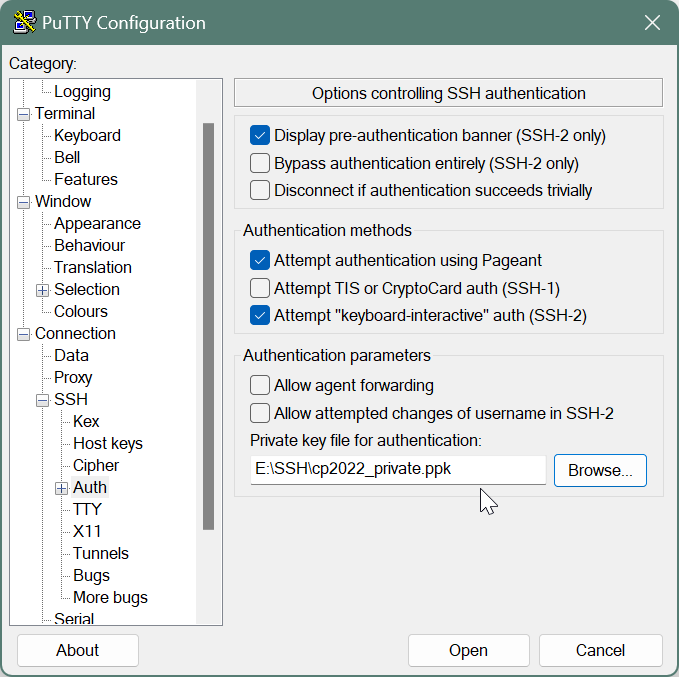 PuTTY Configuration
Category:
Logging
Terminal
Keyboard
Bell
Features
Window
Appearance
Behaviour
Translation
Selection
Colours
Connection
Data
Proxy
SSH
Kex
Host keys
Cipher
Auth
TTY
X11
Tunnels
Bugs
More bugs
Serial
Options controlling SSH authentication
Display pre-authentication banner (SSH-2 only)
Bypass authentication entirely (SSH-2 only)
Disconnect if authentication succeeds trivially
Authentication methods
Attempt authentication using Pageant
Attempt TIS or CryptoCard auth (SSH-1)
Attempt "keyboard-interactive" auth (SSH-2)
Authentication parameters
Allow agent forwarding
Allow attempted changes of username in SSH-2
Private key file for authentication:
E:\SSH\cp2022_private.ppk
Browse...
About
Open
Cancel